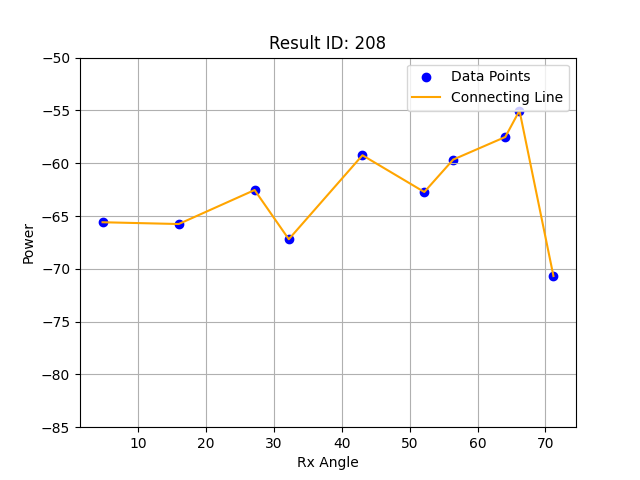 Result ID: 208
Data Points
Connecting Line
Power
−50
−55
−60
−65
−70
−75
−80
−85
10 20 30 40 50 60 70
Rx Angle